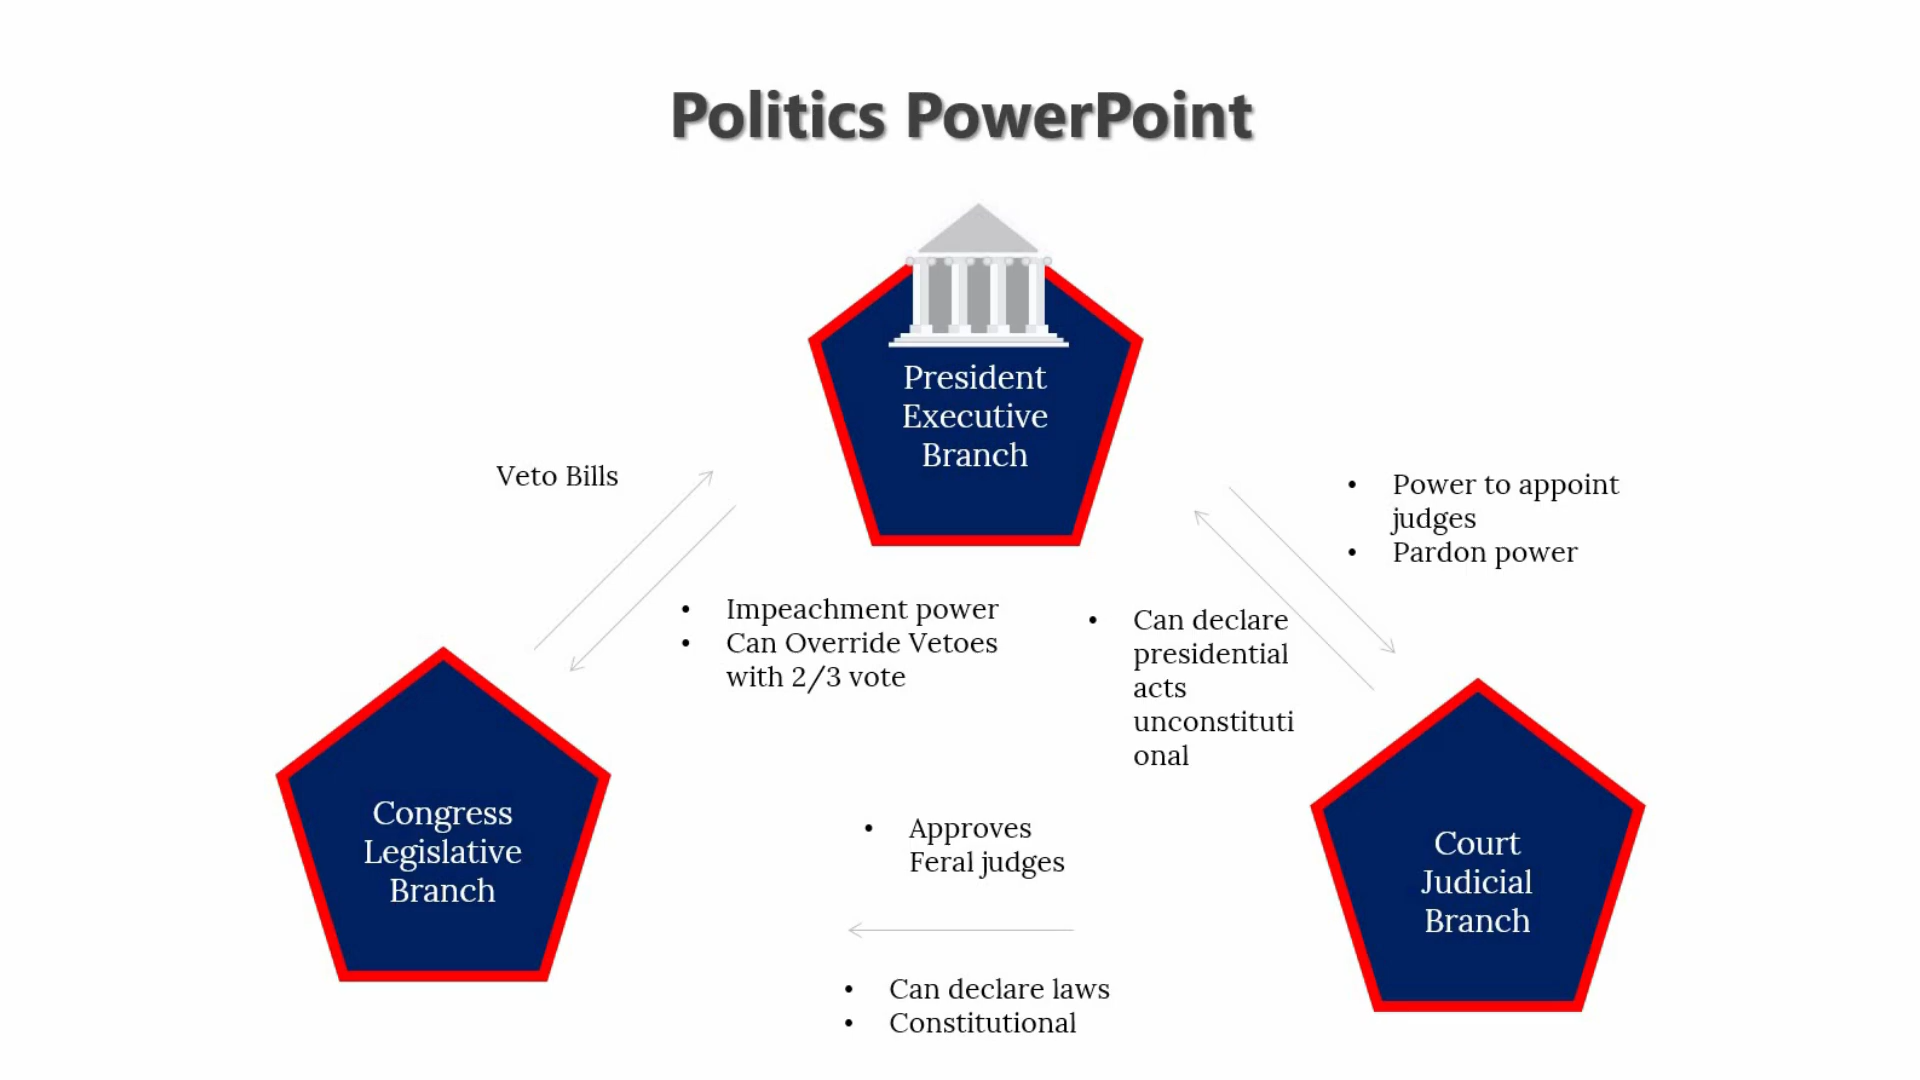 Politics PowerPoint
President
Executive
Branch
Veto Bills
• Power to appoint
judges
• Pardon power
• Impeachment power
• Can Override Vetoes
with 2/3 vote
• Can declare
presidential
acts
unconstituti
onal
Congress
Legislative
Branch
• Approves
Feral judges
Court
Judicial
Branch
• Can declare laws
• Constitutional